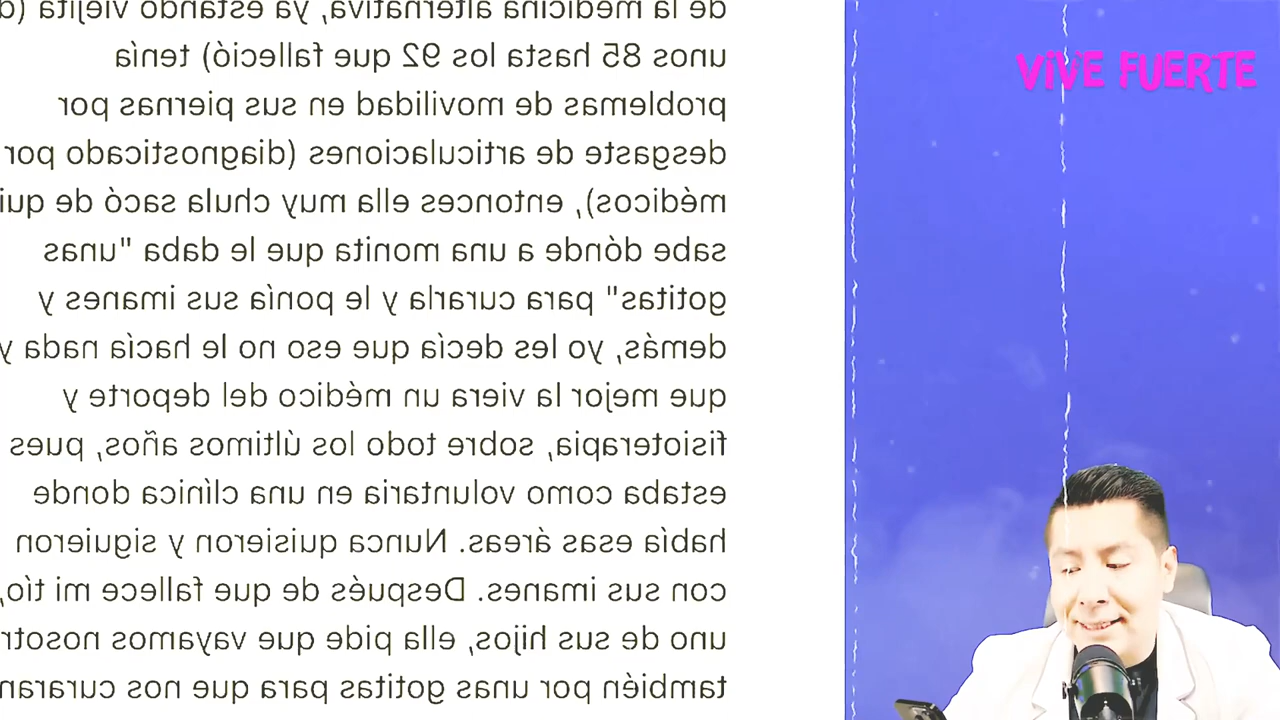 de la medicina alternativa, ya estando viejita (d
unos 85 hasta los 92 que falleció) tenía
problemas de movilidad en sus piernas por
desgaste de articulaciones (diagnosticado por
médicos), entonces ella muy chula sacó de qui
sabe dónde a una monita que le daba "unas
gotitas" para curarla y le ponía sus imanes y
demás, yo les decía que eso no le hacía nada y
que mejor la viera un médico del deporte y
fisioterapia, sobre todo los últimos años, pues
estaba como voluntaria en una clínica donde
había esas áreas. Nunca quisieron y siguieron
con sus imanes. Después de que fallece mi tío,
uno de sus hijos, ella pide que vayamos nosotr
también por unas gotitas para que nos curaran
VIVE FUERTE